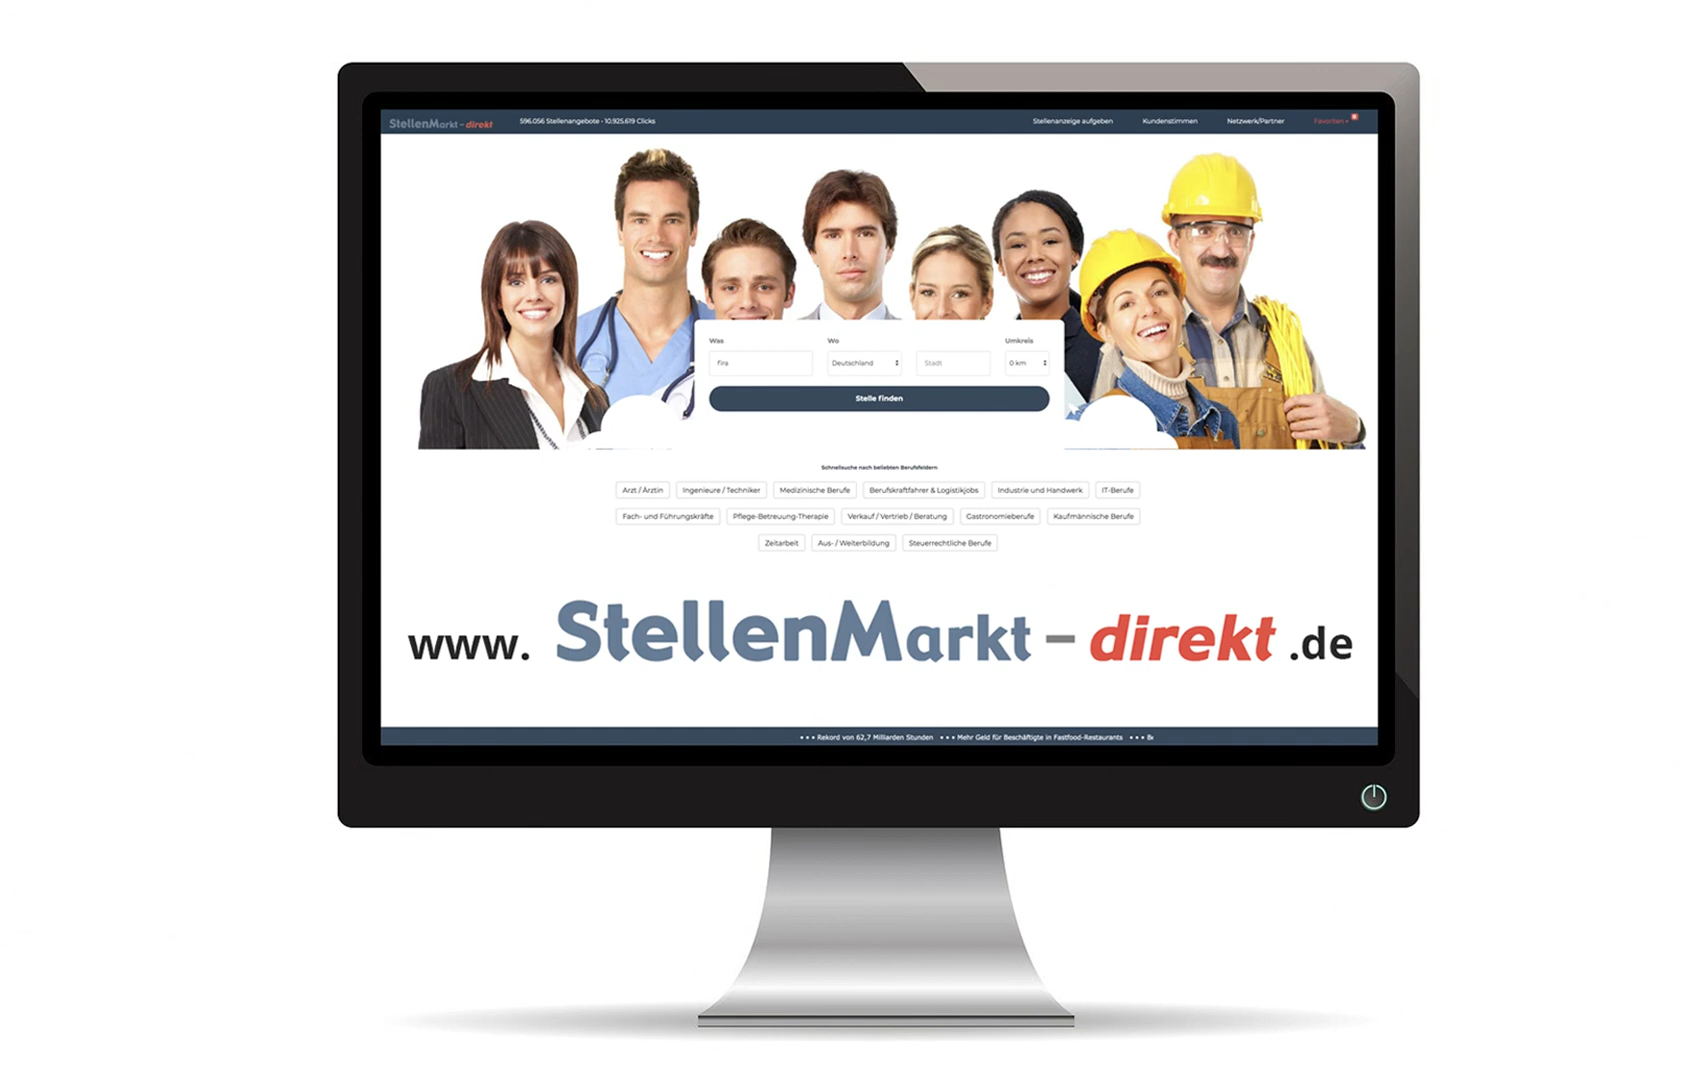 StellenMarkt - direkt 596.056 Stellenangebote - 10.925.619 Clicks Stellenanzeige aufgeben Kundenstimmen Netzwerk/Partner Favoriten
Was Wo Umkreis
fira Deutschland Stadt 0 km
Stelle finden
Schnellsuche nach beliebten Berufsfeldern
Arzt / Ärztin Ingenieure / Techniker Medizinische Berufe Berufskraftfahrer & Logistikjobs Industrie und Handwerk IT-Berufe
Fach- und Führungskräfte Pflege-Betreuung-Therapie Verkauf / Vertrieb / Beratung Gastronomieberufe Kaufmännische Berufe
Zeitarbeit Aus- / Weiterbildung Steuerrechtliche Berufe
www. StellenMarkt - direkt .de
• • • Rekord von 62,7 Milliarden Stunden • • • Mehr Geld für Beschäftigte in Fastfood-Restaurants • • •